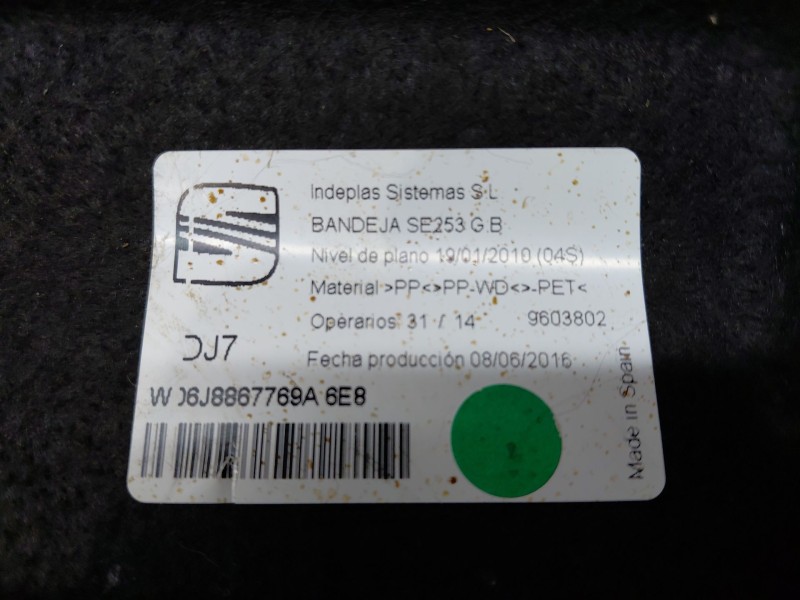 Indeplas Sistemas S.L
BANDEJA SE253 G.B
Nivel de plano 19/01/2010 (04S)
Material >PP<>PP-WD<>-PET<
Operarios: 31 / 14 9603802
DJ7
Fecha producción 08/06/2016
W 06J8867769A 6E8
Made in Spain